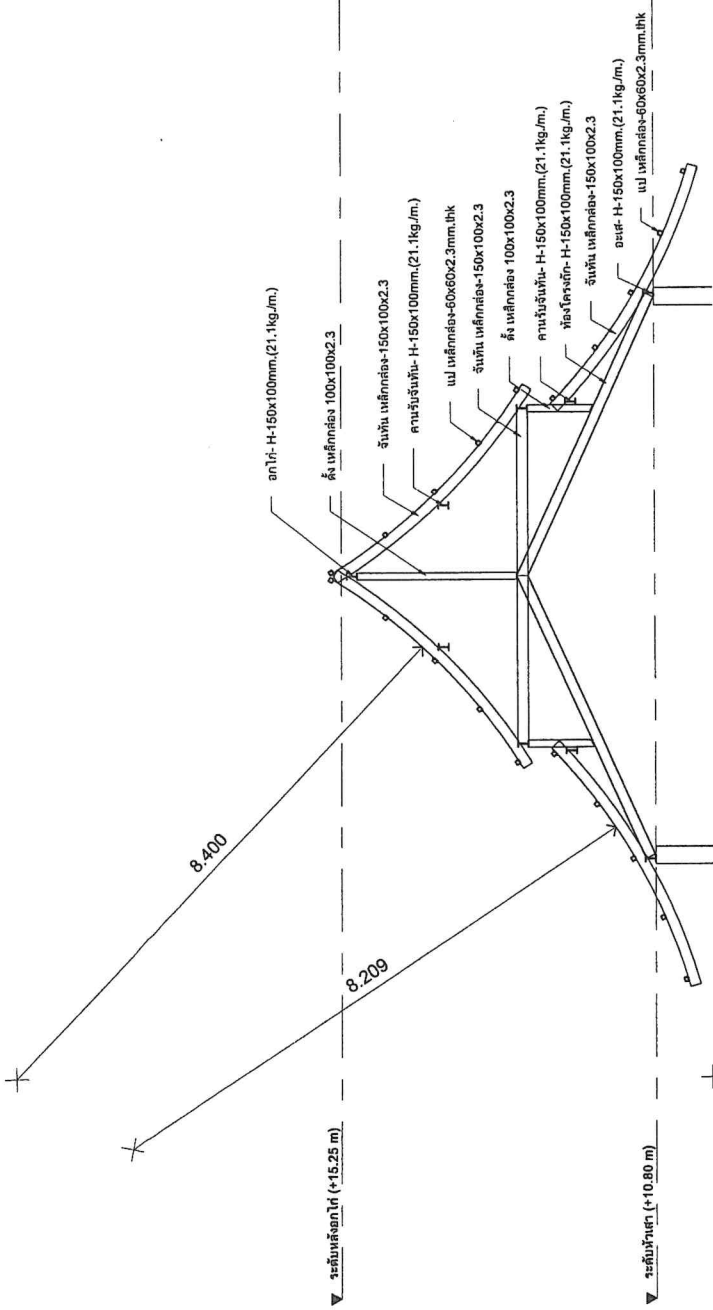 อกไก่- H-150x100mm.(21.1kg./m.)
ดั้ง เหล็กกล่อง 100x100x2.3
จันทัน เหล็กกล่อง-150x100x2.3
คานรับจันทัน- H-150x100mm.(21.1kg./m.)
แป เหล็กกล่อง-60x60x2.3mm.thk
จันทัน เหล็กกล่อง-150x100x2.3
ดั้ง เหล็กกล่อง 100x100x2.3
คานรับจันทัน- H-150x100mm.(21.1kg./m.)
ท้องโครงถัก- H-150x100mm.(21.1kg./m.)
จันทัน เหล็กกล่อง-150x100x2.3
อะเส- H-150x100mm.(21.1kg./m.)
แป เหล็กกล่อง-60x60x2.3mm.thk
8.400
8.209
ระดับหลังอกไก่ (+15.25 m)
ระดับหัวเสา (+10.80 m)